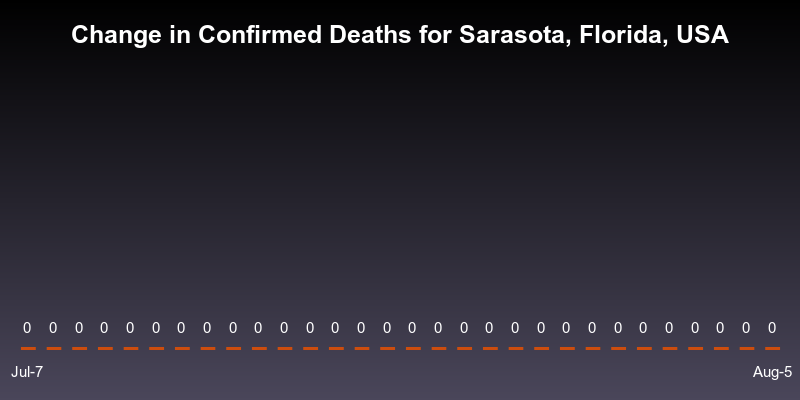 Change in Confirmed Deaths for Sarasota, Florida, USA
0 0 0 0 0 0 0 0 0 0 0 0 0 0 0 0 0 0 0 0 0 0 0 0 0 0 0 0 0 0
Jul-7 Aug-5